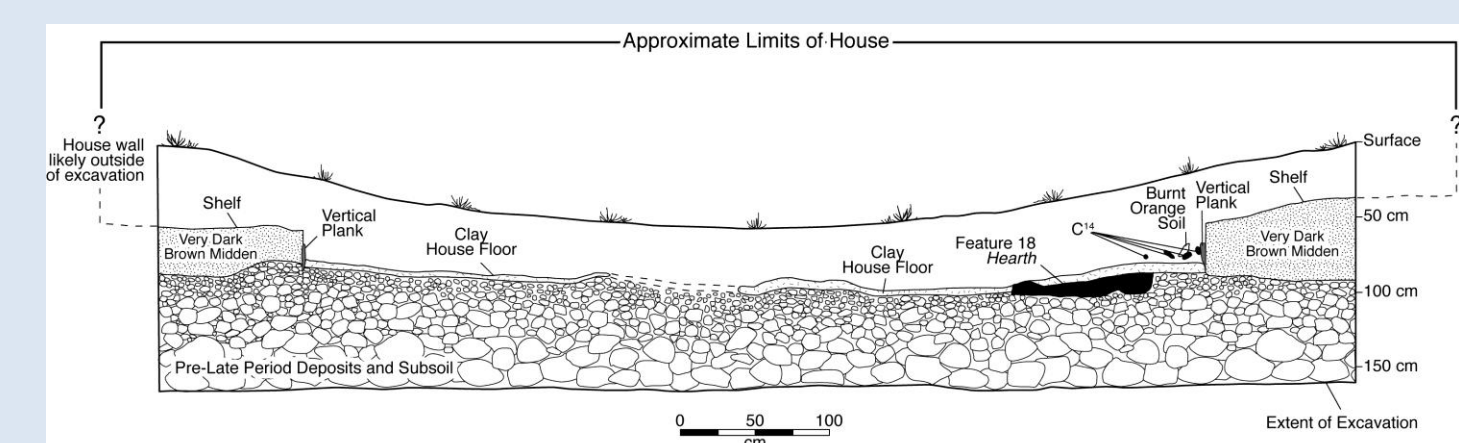 Approximate Limits of House
?
?
House wall
likely outside
of excavation
Surface
Shelf
Vertical
Plank
Very Dark
Brown Midden
Clay
House Floor
Clay
House Floor
Feature 18
Hearth
C¹⁴
Burnt
Orange
Soil
Vertical
Plank
Shelf
Very Dark
Brown Midden
50 cm
100 cm
150 cm
Pre-Late Period Deposits and Subsoil
0 50 100
cm
Extent of Excavation